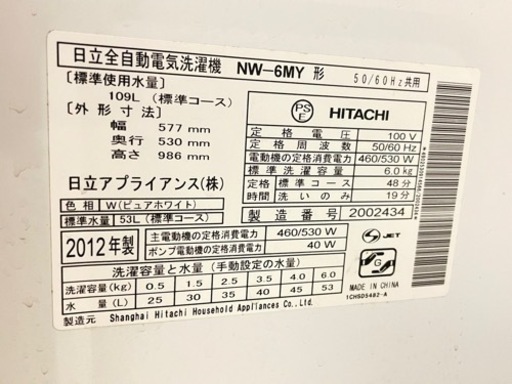 日立全自動電気洗濯機 NW-6MY 形 50/60Hz共用
〔標準使用水量〕
109L (標準コース)
〔外形寸法〕
幅 577 mm
奥行 530 mm
高さ 986 mm
日立アプライアンス(株)
色相 W(ピュアホワイト)
標準水量 53L(標準コース)
PS E HITACHI
定格電圧 100 V
定格周波数 50/60 Hz
電動機の定格消費電力 460/530 W
標準洗濯容量 6.0 kg
標準コース 48分
洗いのコース 19分
製造番号 2002434
2012年製
主電動機の定格消費電力 460/530 W
ポンプ電動機の定格消費電力 40 W
S JET
洗濯容量と水量 (手動設定の水量)
洗濯容量(kg) 0.5 1.5 2.5 3.5 4.0 6.0
水量(L) 25 30 35 40 45 53
製造元 Shanghai Hitachi Household Appliances Co., Ltd.
MADE IN CHINA
1CHSD5482-A